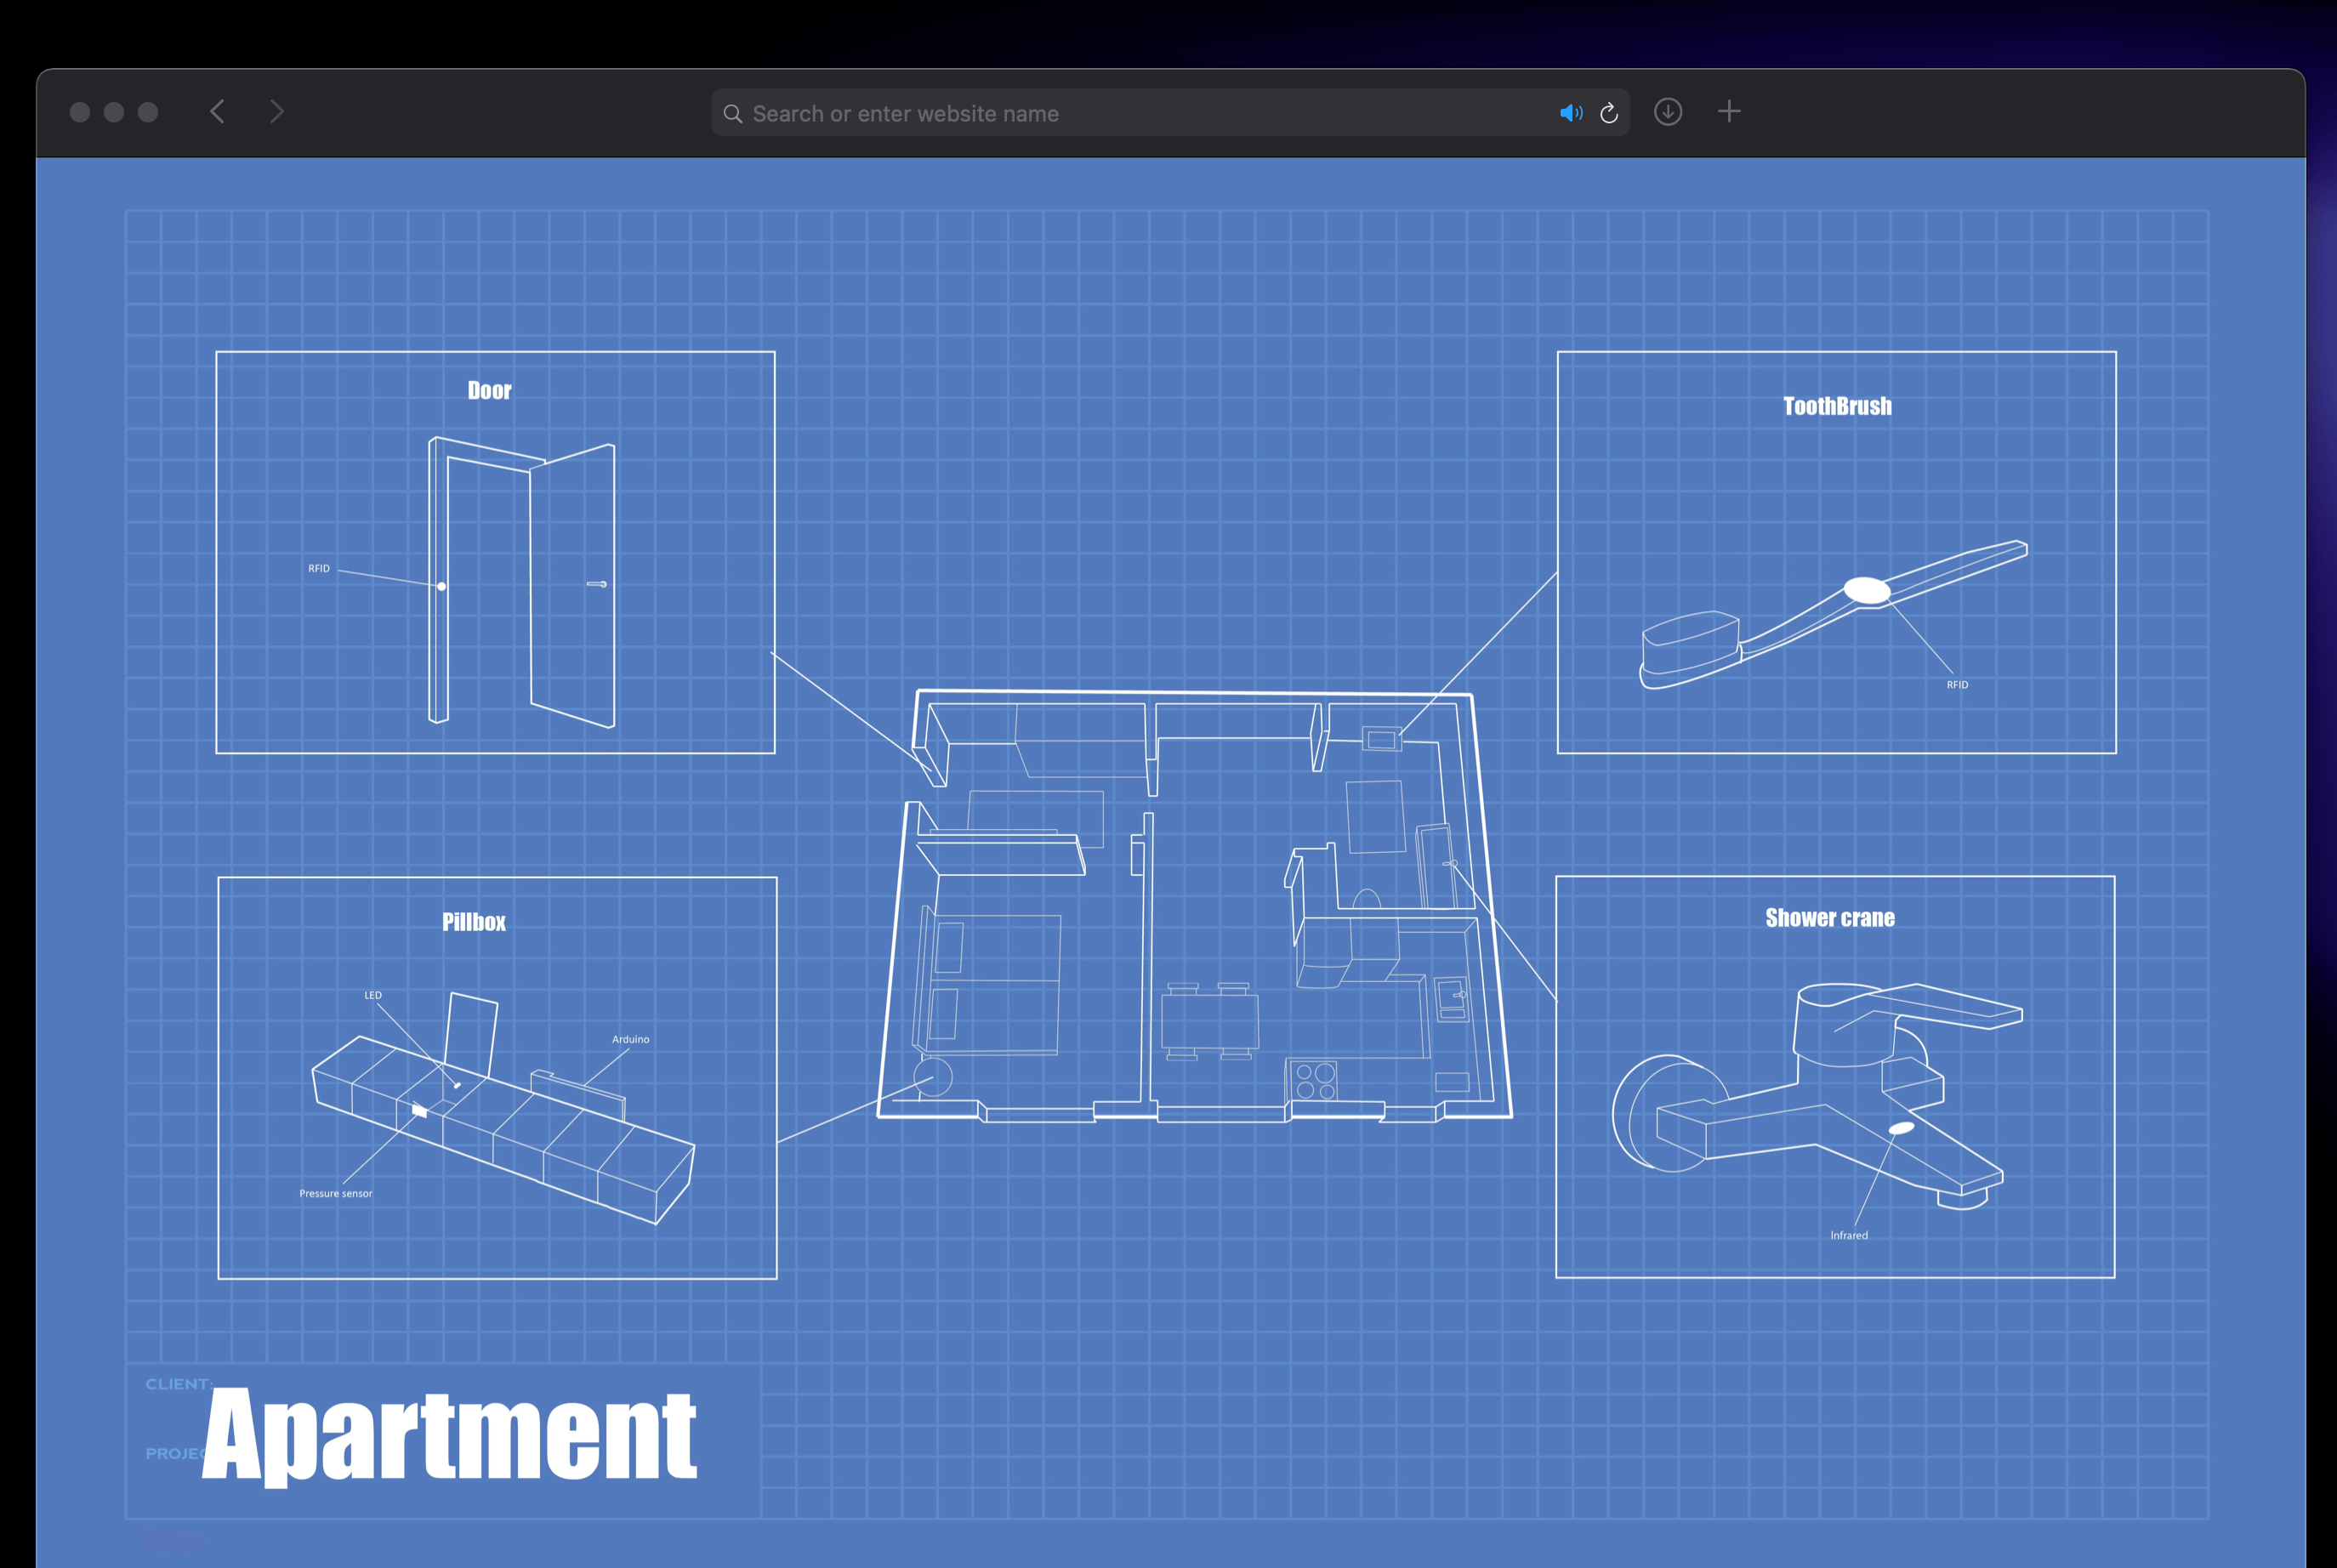 Search or enter website name
Door
RFID
ToothBrush
RFID
Pillbox
LED
Arduino
Pressure sensor
Shower crane
Infrared
CLIENT:
Apartment